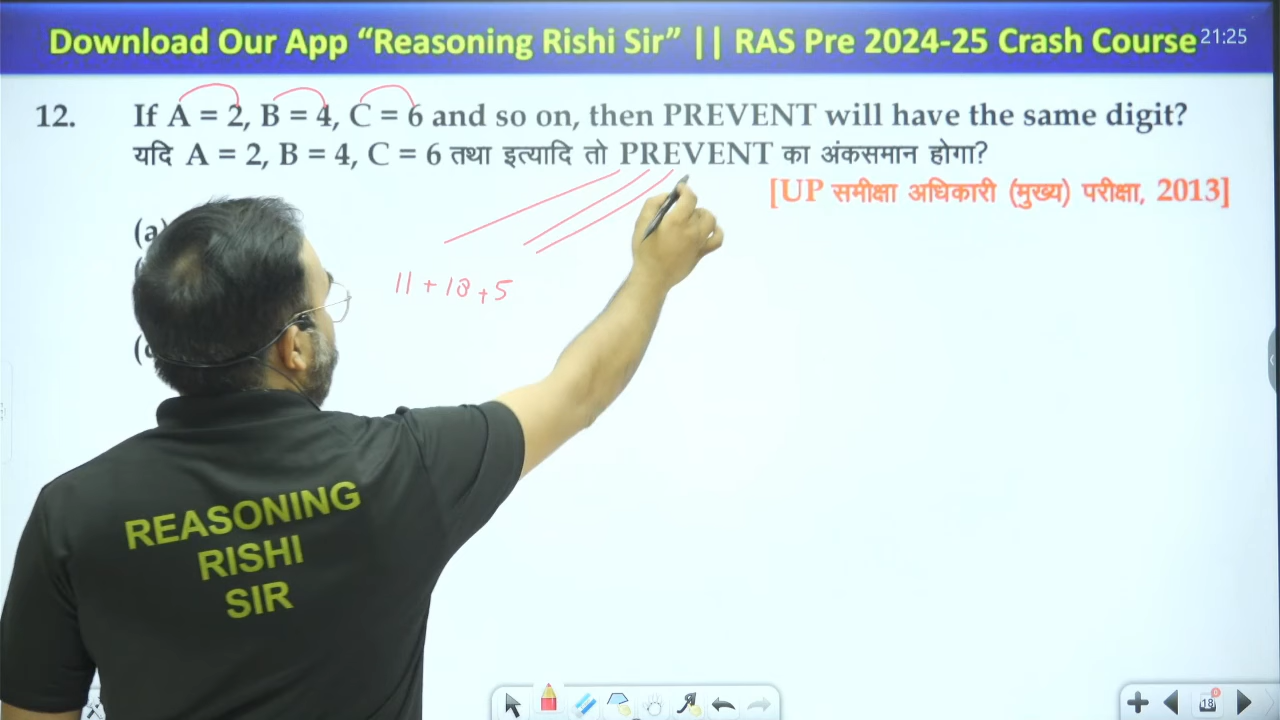 Download Our App “Reasoning Rishi Sir” || RAS Pre 2024-25 Crash Course
21:25
12. If A = 2, B = 4, C = 6 and so on, then PREVENT will have the same digit?
यदि A = 2, B = 4, C = 6 तथा इत्यादि तो PREVENT का अंकसमान होगा?
[UP समीक्षा अधिकारी (मुख्य) परीक्षा, 2013]
(a)
11 + 18 + 5
REASONING
RISHI
SIR
18